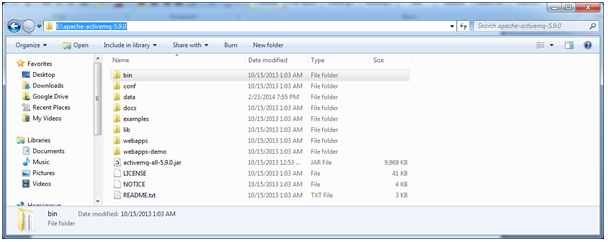 E:\apache-activemq-5.9.0
Search apache-activemq-5.9.0
Organize Open Include in library Share with Burn New folder
Favorites
Desktop
Downloads
Google Drive
Recent Places
My Videos
Libraries
Documents
Music
Pictures
Videos
Homegroup
Name Date modified Type Size
bin 10/15/2013 1:03 AM File folder
conf 10/15/2013 1:03 AM File folder
data 2/23/2014 7:55 PM File folder
docs 10/15/2013 1:03 AM File folder
examples 10/15/2013 1:03 AM File folder
lib 10/15/2013 1:03 AM File folder
webapps 10/15/2013 1:03 AM File folder
webapps-demo 10/15/2013 1:03 AM File folder
activemq-all-5.9.0.jar 10/15/2013 12:53 ... JAR File 9,869 KB
LICENSE 10/15/2013 1:03 AM File 41 KB
NOTICE 10/15/2013 1:03 AM File 4 KB
README.txt 10/15/2013 1:03 AM TXT File 3 KB
bin Date modified: 10/15/2013 1:03 AM
File folder